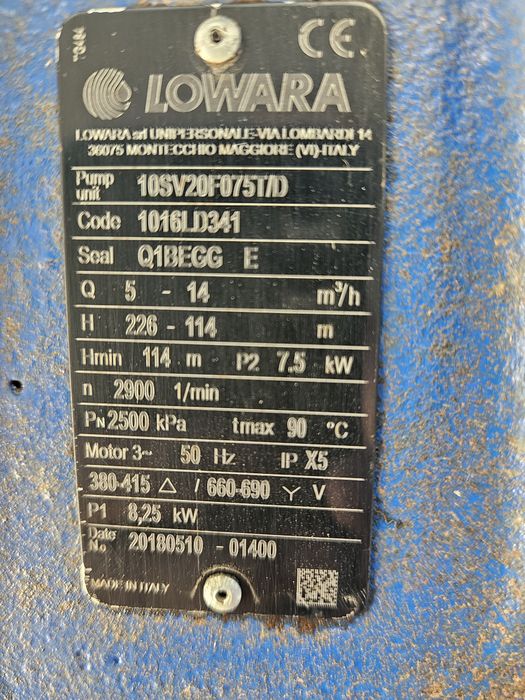 TQ484
CE
LOWARA
LOWARA srl UNIPERSONALE-VIA LOMBARDI 14
36075 MONTECCHIO MAGGIORE (VI)-ITALY
Pump unit 10SV20F075T/D
Code 1016LD341
Seal Q1BEGG E
Q 5 - 14 m³/h
H 226 - 114 m
Hmin 114 m P2 7.5 kW
n 2900 1/min
PN 2500 kPa tmax 90 °C
Motor 3~ 50 Hz IP X5
380-415 △ / 660-690 Y V
P1 8,25 kW
Date No 20180510 - 01400
MADE IN ITALY